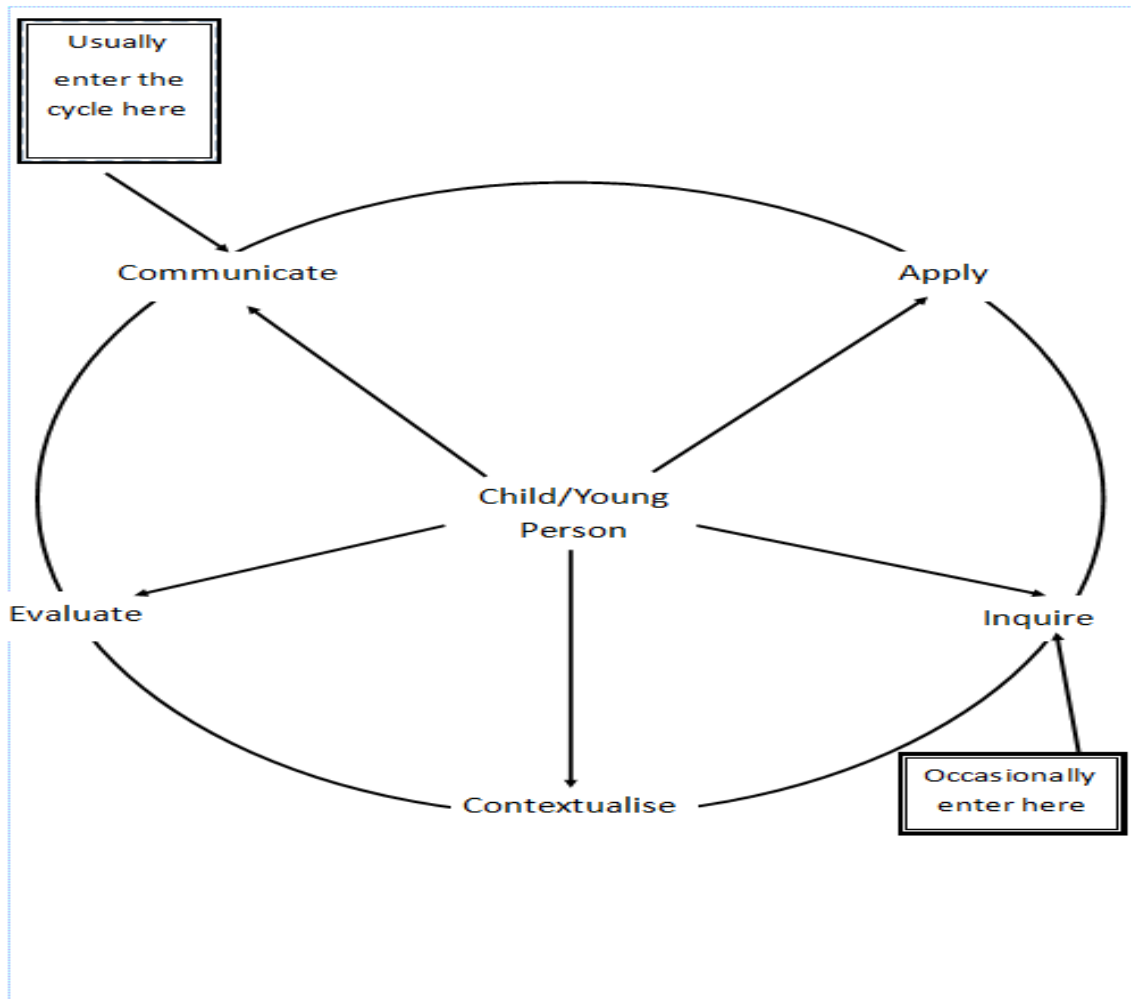 Usually
enter the
cycle here
Communicate
Apply
Child/Young
Person
Evaluate
Inquire
Contextualise
Occasionally
enter here